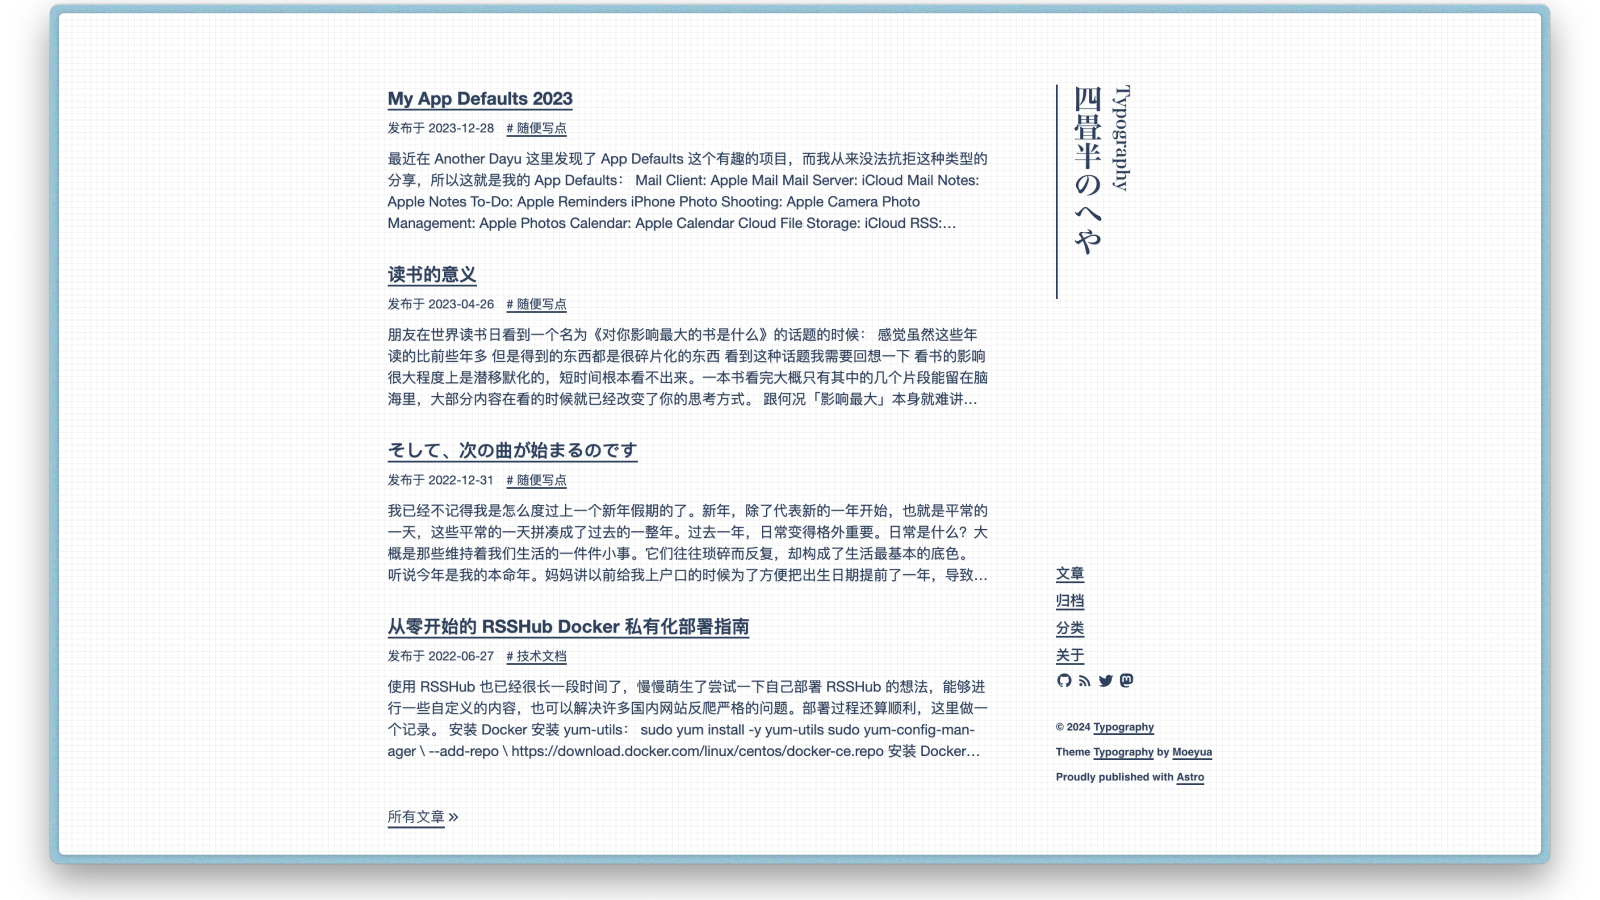 My App Defaults 2023
发布于 2023-12-28 # 随便写点
最近在 Another Dayu 这里发现了 App Defaults 这个有趣的项目，而我从来没法抗拒这种类型的
分享，所以这就是我的 App Defaults： Mail Client: Apple Mail Mail Server: iCloud Mail Notes:
Apple Notes To-Do: Apple Reminders iPhone Photo Shooting: Apple Camera Photo
Management: Apple Photos Calendar: Apple Calendar Cloud File Storage: iCloud RSS:…
读书的意义
发布于 2023-04-26 # 随便写点
朋友在世界读书日看到一个名为《对你影响最大的书是什么》的话题的时候： 感觉虽然这些年
读的比前些年多 但是得到的东西都是很碎片化的东西 看到这种话题我需要回想一下 看书的影响
很大程度上是潜移默化的，短时间根本看不出来。一本书看完大概只有其中的几个片段能留在脑
海里，大部分内容在看的时候就已经改变了你的思考方式。 跟何况「影响最大」本身就难讲…
そして、次の曲が始まるのです
发布于 2022-12-31 # 随便写点
我已经不记得我是怎么度过上一个新年假期的了。新年，除了代表新的一年开始，也就是平常的
一天，这些平常的一天拼凑成了过去的一整年。过去一年，日常变得格外重要。日常是什么？大
概是那些维持着我们生活的一件件小事。它们往往琐碎而反复，却构成了生活最基本的底色。
听说今年是我的本命年。妈妈讲以前给我上户口的时候为了方便把出生日期提前了一年，导致…
从零开始的 RSSHub Docker 私有化部署指南
发布于 2022-06-27 # 技术文档
使用 RSSHub 也已经很长一段时间了，慢慢萌生了尝试一下自己部署 RSSHub 的想法，能够进
行一些自定义的内容，也可以解决许多国内网站反爬严格的问题。部署过程还算顺利，这里做一
个记录。 安装 Docker 安装 yum-utils： sudo yum install -y yum-utils sudo yum-config-man-
ager \ --add-repo \ https://download.docker.com/linux/centos/docker-ce.repo 安装 Docker…
所有文章 »
Typography
四畳半のへや
文章
归档
分类
关于
© 2024 Typography
Theme Typography by Moeyua
Proudly published with Astro